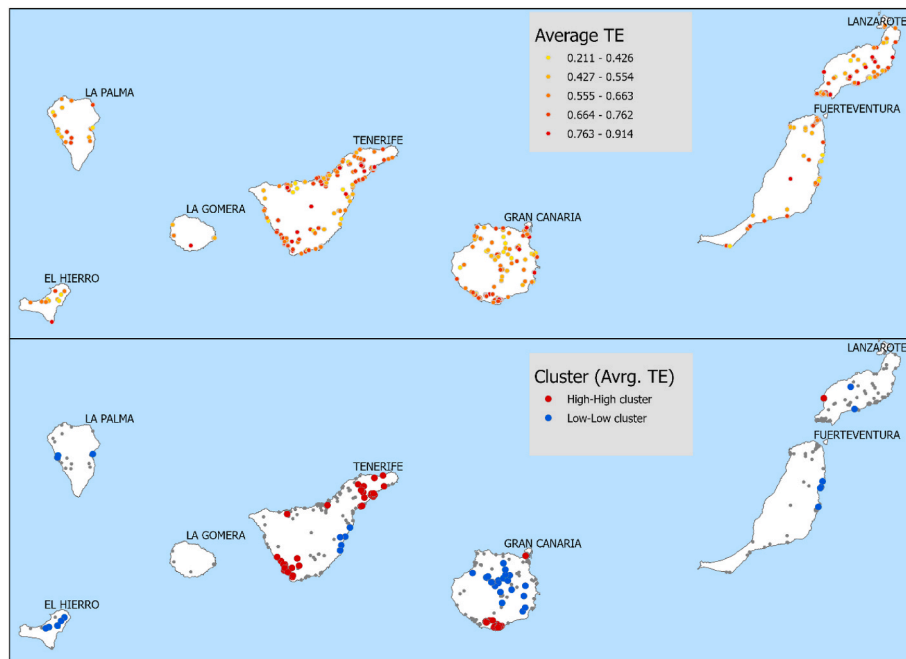 LANZAROTE
Average TE
0.211 - 0.426
0.427 - 0.554
0.555 - 0.663
0.664 - 0.762
0.763 - 0.914
LA PALMA
FUERTEVENTURA
TENERIFE
LA GOMERA
GRAN CANARIA
EL HIERRO
LANZAROTE
Cluster (Avrg. TE)
High-High cluster
Low-Low cluster
LA PALMA
FUERTEVENTURA
TENERIFE
LA GOMERA
GRAN CANARIA
EL HIERRO